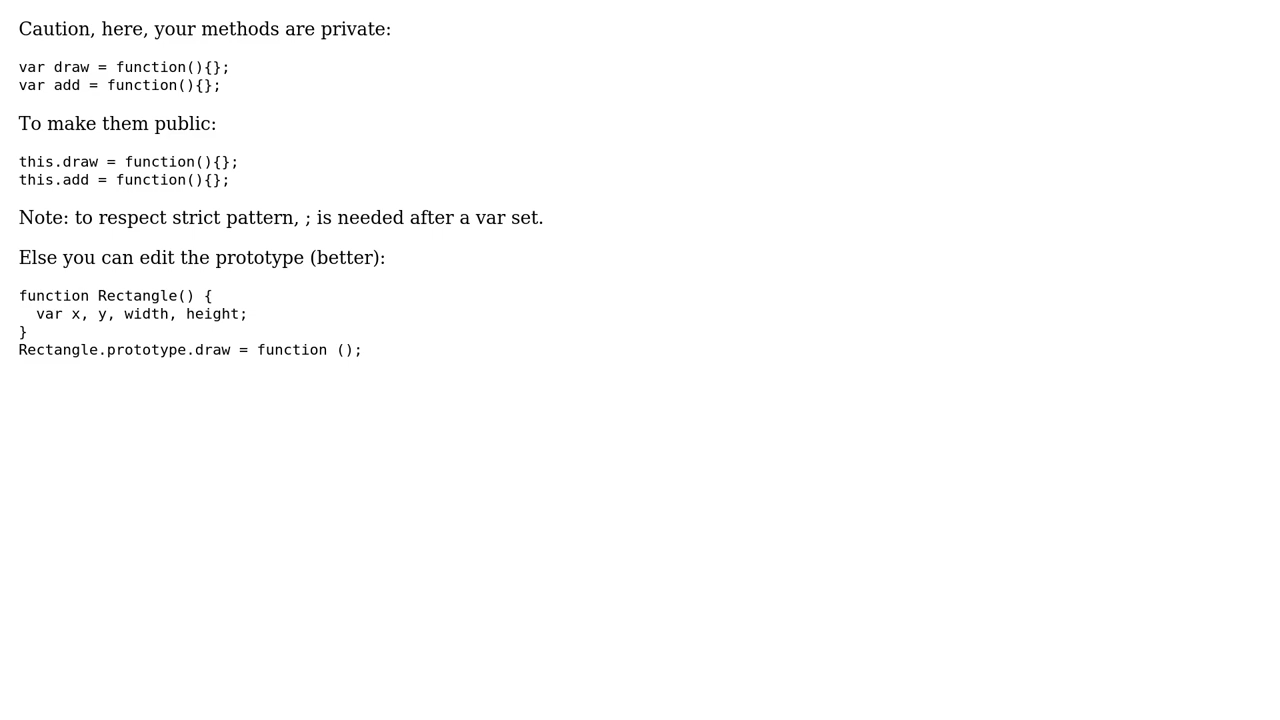 Caution, here, your methods are private:
var draw = function(){};
var add = function(){};
To make them public:
this.draw = function(){};
this.add = function(){};
Note: to respect strict pattern, ; is needed after a var set.
Else you can edit the prototype (better):
function Rectangle() {
  var x, y, width, height;
}
Rectangle.prototype.draw = function ();